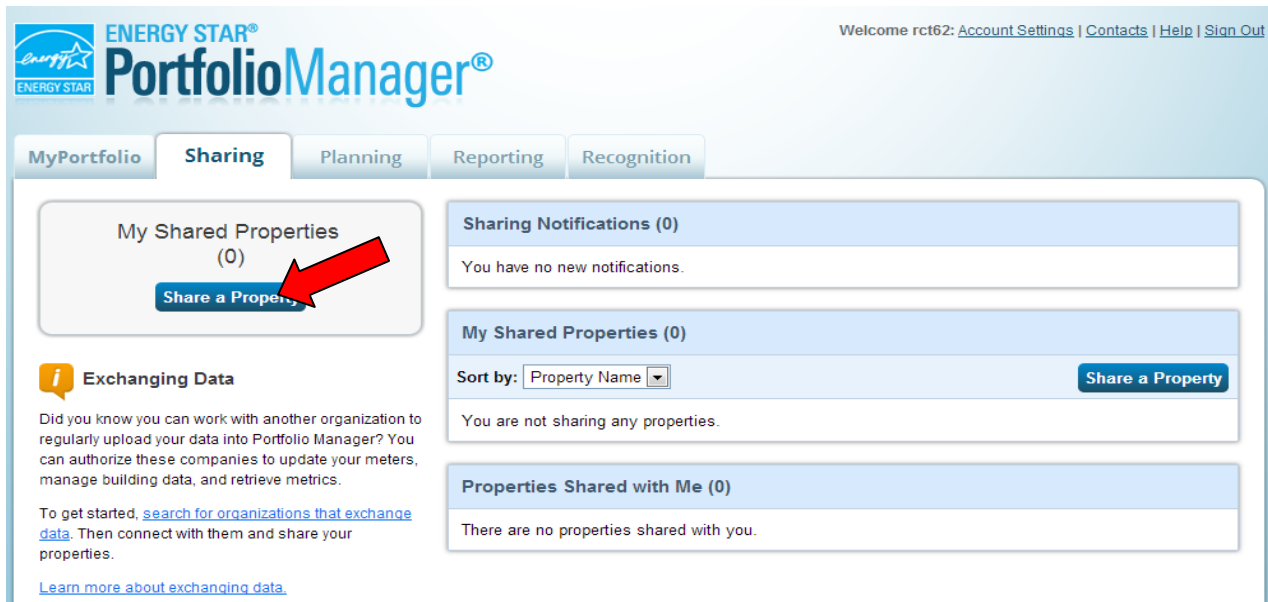 ENERGY STAR®
PortfolioManager®
energy
ENERGY STAR
Welcome rct62: Account Settings | Contacts | Help | Sign Out
MyPortfolio
Sharing
Planning
Reporting
Recognition
My Shared Properties
(0)
Share a Property
i Exchanging Data
Did you know you can work with another organization to
regularly upload your data into Portfolio Manager? You
can authorize these companies to update your meters,
manage building data, and retrieve metrics.
To get started, search for organizations that exchange
data. Then connect with them and share your
properties.
Learn more about exchanging data.
Sharing Notifications (0)
You have no new notifications.
My Shared Properties (0)
Sort by: Property Name
Share a Property
You are not sharing any properties.
Properties Shared with Me (0)
There are no properties shared with you.